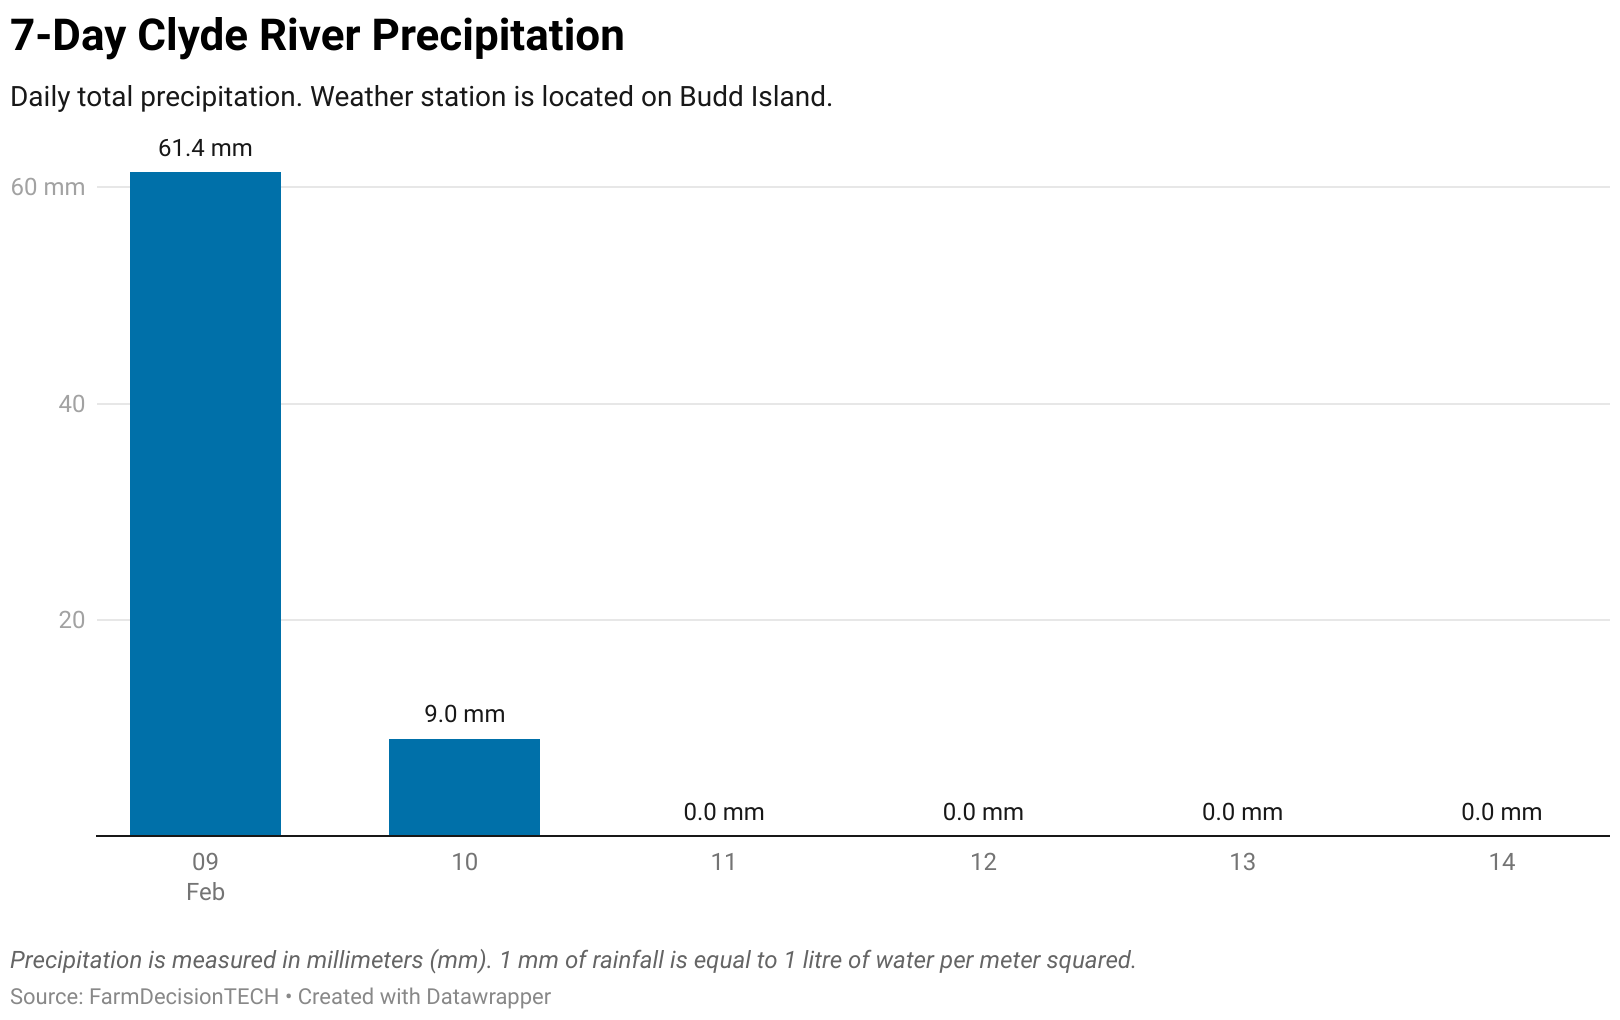 7-Day Clyde River Precipitation
Daily total precipitation. Weather station is located on Budd Island.
61.4 mm
60 mm
40
20
9.0 mm
0.0 mm
0.0 mm
0.0 mm
0.0 mm
09
10
11
12
13
14
Feb
Precipitation is measured in millimeters (mm). 1 mm of rainfall is equal to 1 litre of water per meter squared.
Source: FarmDecisionTECH • Created with Datawrapper